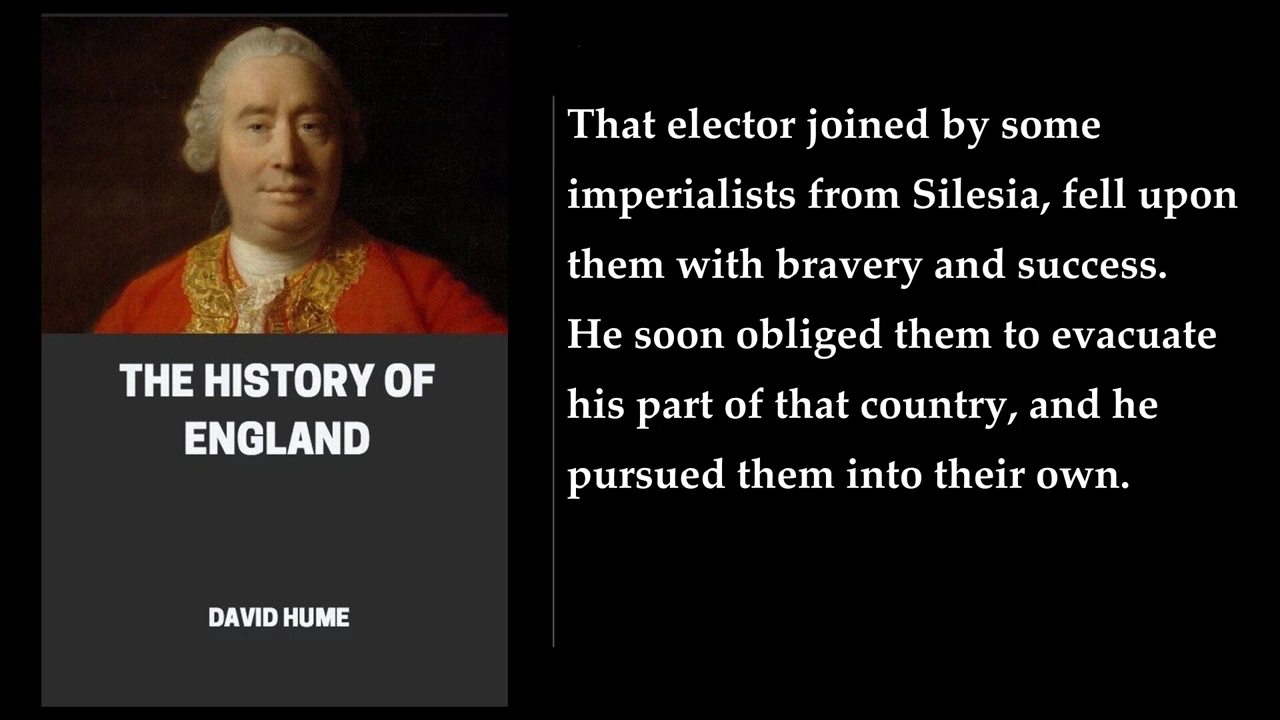 THE HISTORY OF
ENGLAND
DAVID HUME
That elector joined by some
imperialists from Silesia, fell upon
them with bravery and success.
He soon obliged them to evacuate
his part of that country, and he
pursued them into their own.